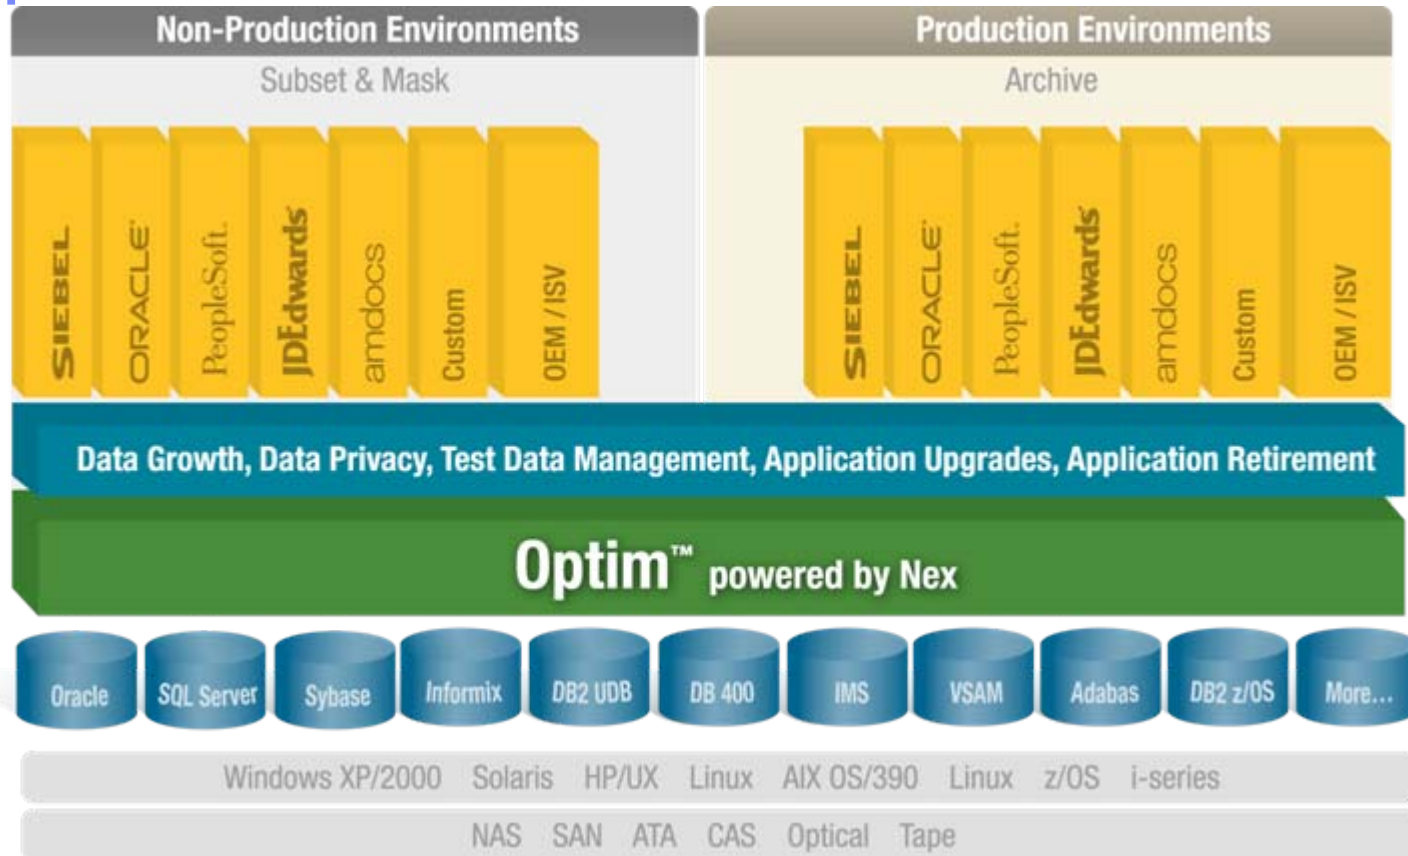 Non-Production Environments
Production Environments
Subset & Mask
Archive
SIEBEL
ORACLE
PeopleSoft.
JDEdwards
amdocs
Custom
OEM / ISV
SIEBEL
ORACLE
PeopleSoft.
JDEdwards
amdocs
Custom
OEM / ISV
Data Growth, Data Privacy, Test Data Management, Application Upgrades, Application Retirement
Optim™ powered by Nex
Oracle SQL Server Sybase Informix DB2 UDB DB 400 IMS VSAM Adabas DB2 z/OS More...
Windows XP/2000 Solaris HP/UX Linux AIX OS/390 Linux z/OS i-series
NAS SAN ATA CAS Optical Tape